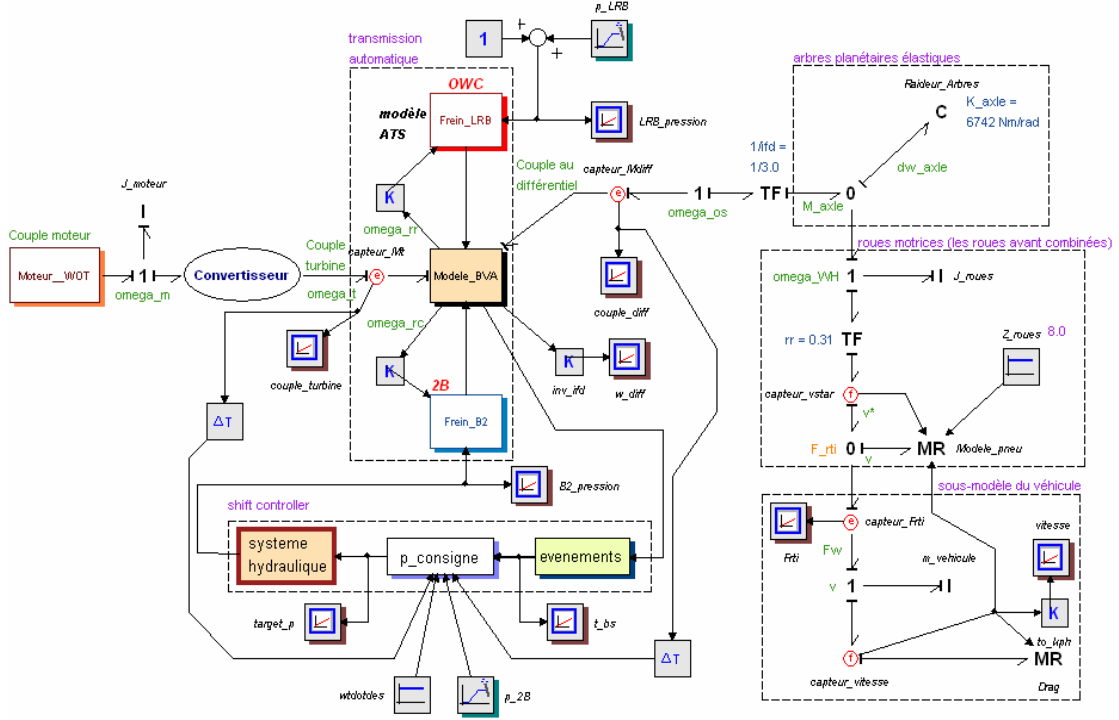 p_LRB
transmission
automatique
1
+
+
arbres planétaires élastiques
OWC
Raideur_Arbres
modèle
ATS
Frein_LRB
LRB_pression
K_axle =
6742 Nm/rad
C
1/ifd =
1/3.0
Couple au
différentiel
capteur_Mdiff
dw_axle
J_moteur
K
e
1
TF
0
I
omega_rr
omega_os
M_axle
Couple moteur
Couple
turbine
capteur_Mt
roues motrices (les roues avant combinées)
Moteur__WOT
1
Convertisseur
e
Modele_BVA
omega_WH
1
I
J_roues
omega_m
omega_t
couple_diff
omega_rc
rr = 0.31
TF
Z_roues
8.0
couple_turbine
K
2B
K
inv_ifd
w_diff
capteur_vstar
f
ΔT
Frein_B2
v*
F_rti
0
v
MR
Modele_pneu
B2_pression
sous-modèle du véhicule
shift controller
e
capteur_Frti
vitesse
systeme
hydraulique
p_consigne
evenements
Frti
Fw
m_vehicule
v
1
I
target_p
t_bs
K
to_kph
ΔT
f
MR
wtdotdes
p_2B
capteur_vitesse
Drag